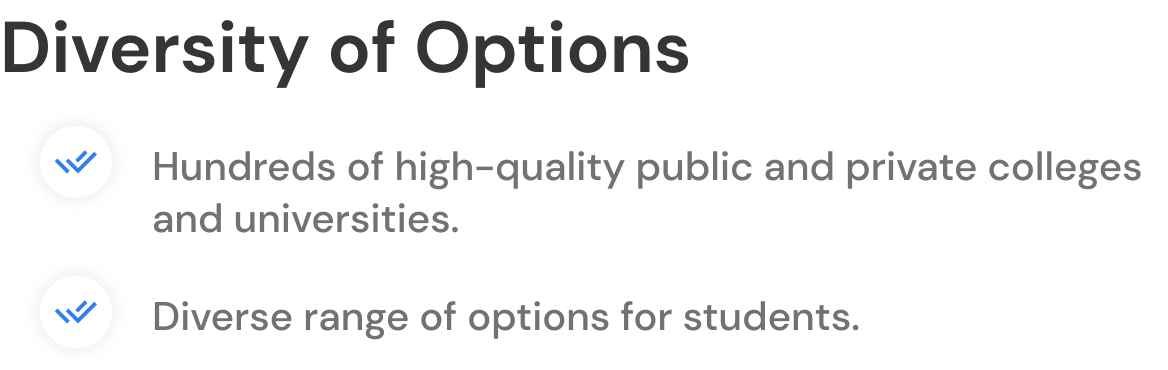 Diversity of Options
Hundreds of high-quality public and private colleges
and universities.
Diverse range of options for students.